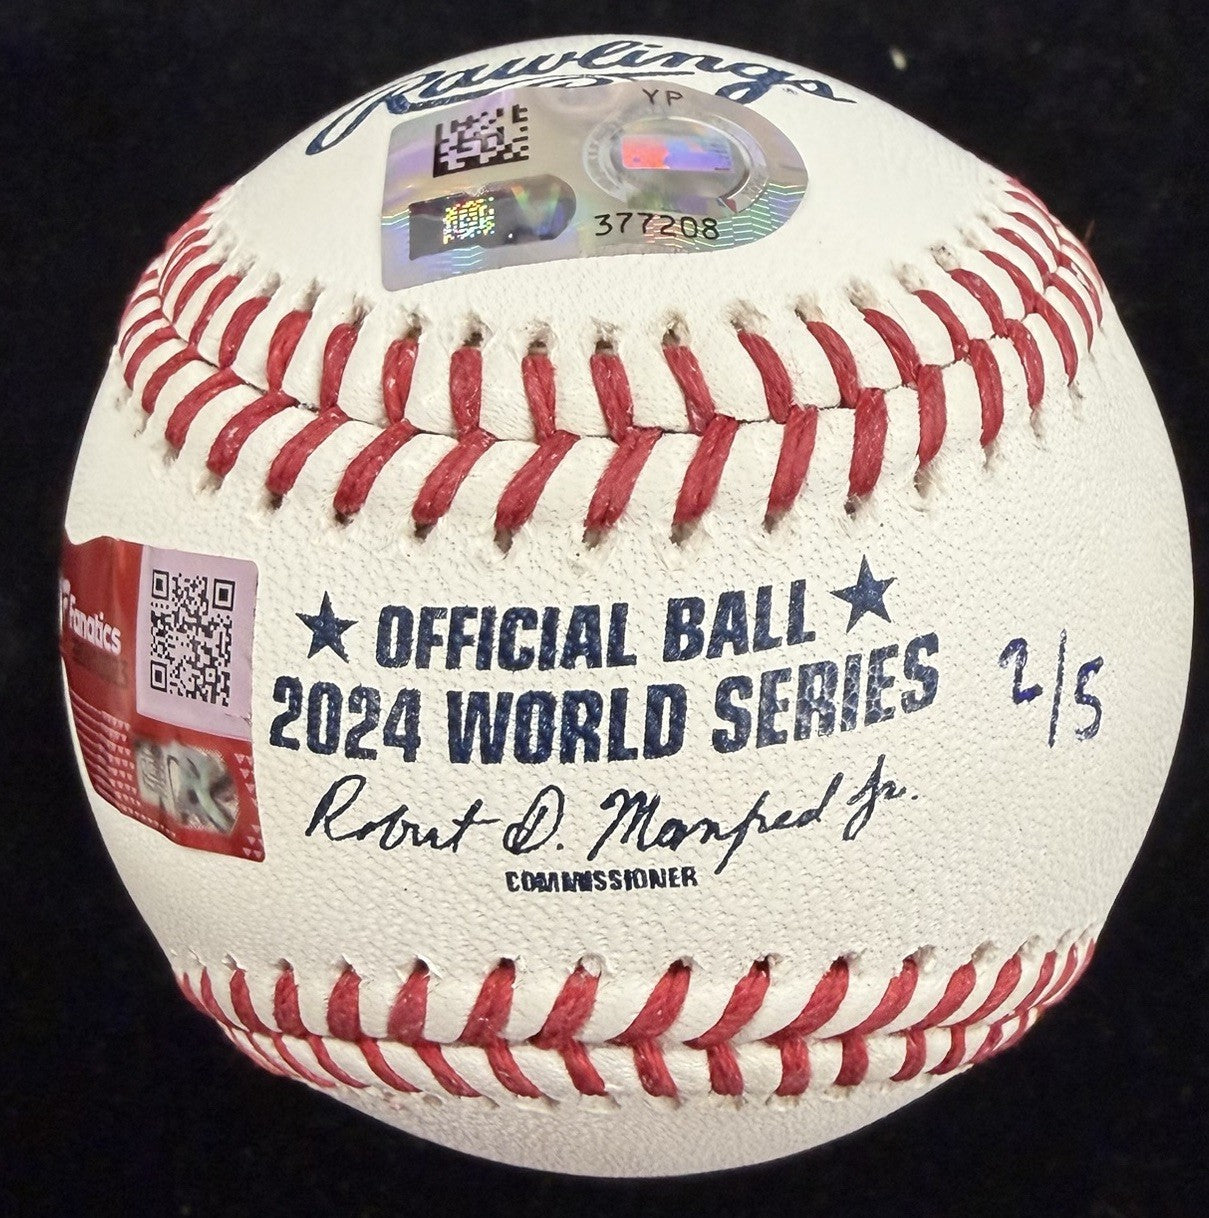 Rawlings
YP
377208
Fanatics
OFFICIAL BALL
2024 WORLD SERIES
2/5
Robert D. Manfred Jr.
COMMISSIONER